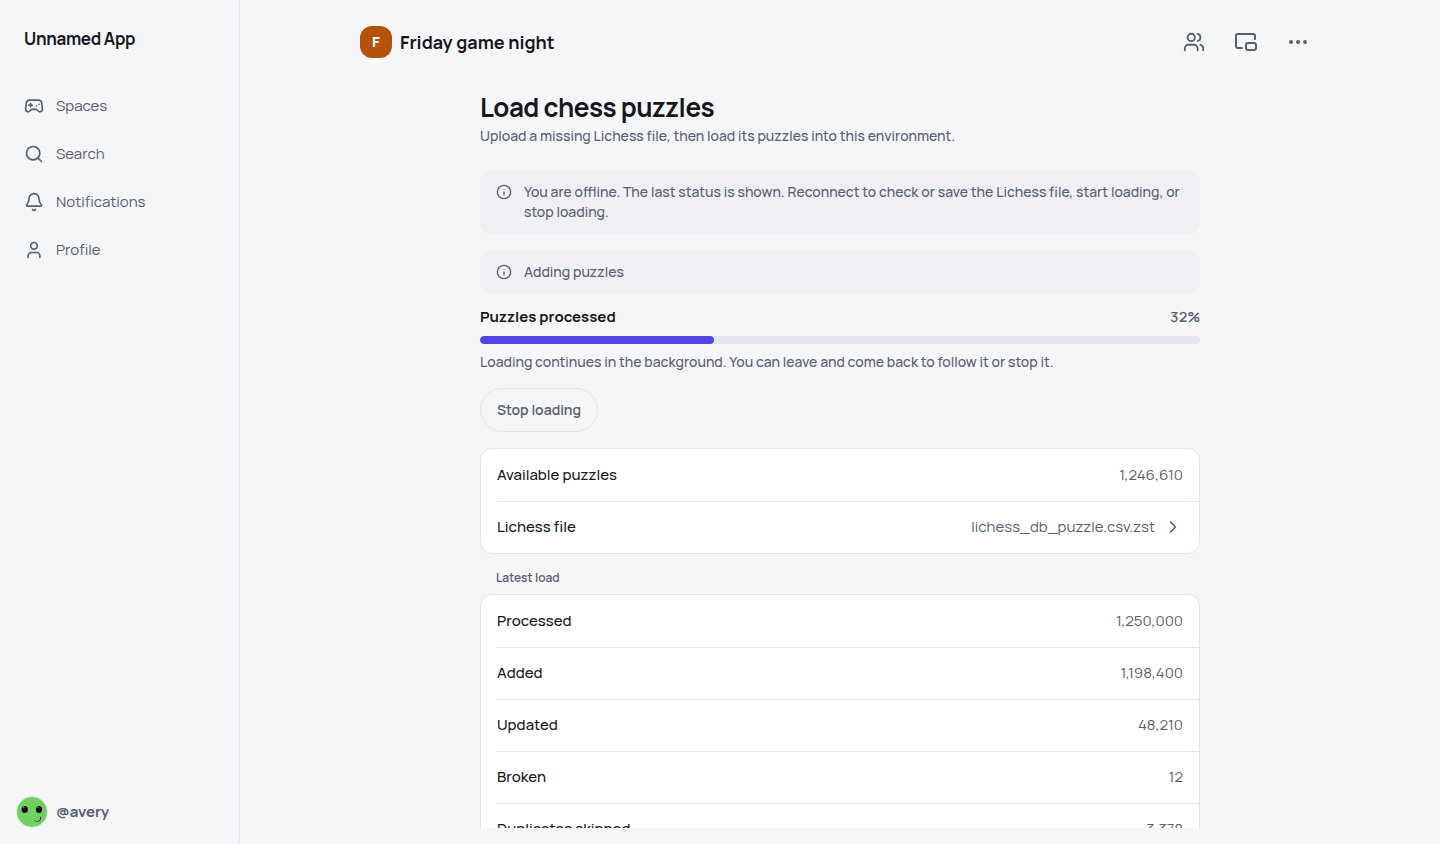 Unnamed App
Spaces
Search
Notifications
Profile
@avery
F
Friday game night
Load chess puzzles
Upload a missing Lichess file, then load its puzzles into this environment.
You are offline. The last status is shown. Reconnect to check or save the Lichess file, start loading, or
stop loading.
Adding puzzles
Puzzles processed 32%
Loading continues in the background. You can leave and come back to follow it or stop it.
Stop loading
Available puzzles 1,246,610
Lichess file lichess_db_puzzle.csv.zst
Latest load
Processed 1,250,000
Added 1,198,400
Updated 48,210
Broken 12
Duplicates skipped 3,378